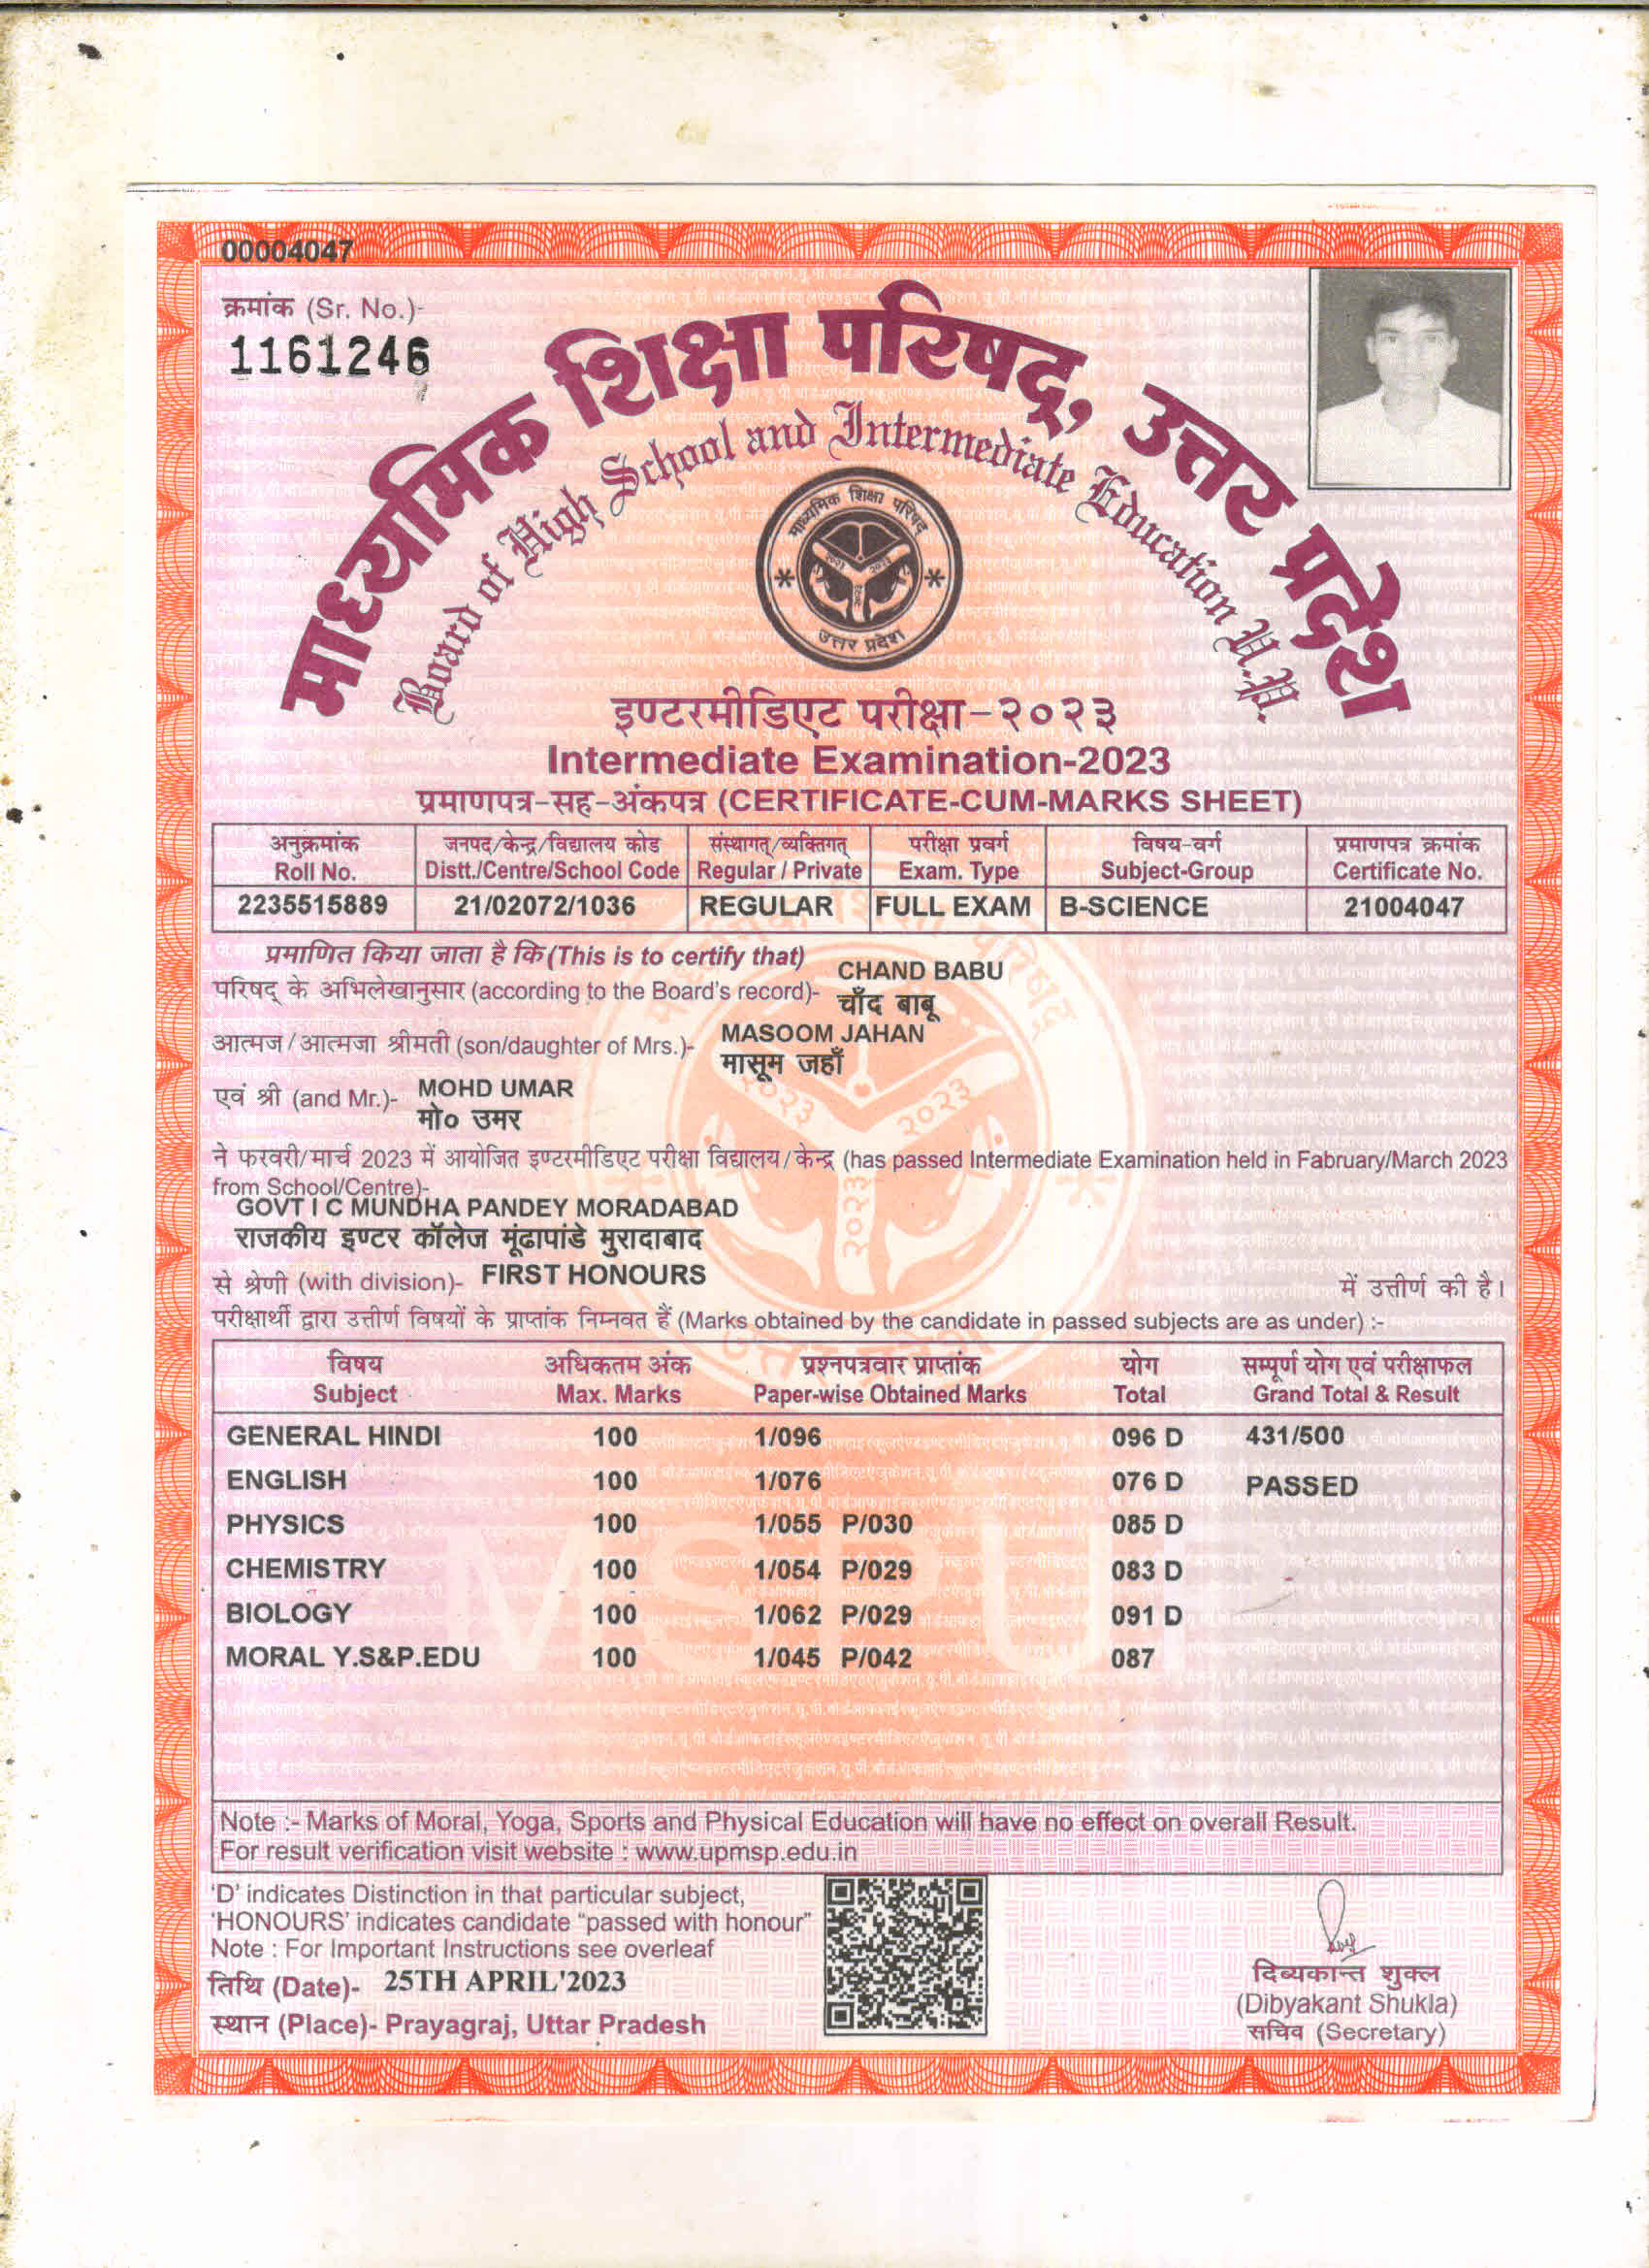 00004047
क्रमांक (Sr. No.)-
1161246
माध्यमिक शिक्षा परिषद्, उत्तर प्रदेश
Board of High School and Intermediate Education U.P.
माध्यमिक शिक्षा परिषद्
२०२३ २०२३
२०२३
उत्तर प्रदेश
इण्टरमीडिएट परीक्षा-२०२३
Intermediate Examination-2023
प्रमाणपत्र-सह-अंकपत्र (CERTIFICATE-CUM-MARKS SHEET)
अनुक्रमांक जनपद/केन्द्र/विद्यालय कोड संस्थागत्/व्यक्तिगत् परीक्षा प्रवर्ग विषय-वर्ग प्रमाणपत्र क्रमांक
Roll No. Distt./Centre/School Code Regular / Private Exam. Type Subject-Group Certificate No.
2235515889 21/02072/1036 REGULAR FULL EXAM B-SCIENCE 21004047
प्रमाणित किया जाता है कि (This is to certify that)
परिषद् के अभिलेखानुसार (according to the Board's record)- CHAND BABU
चाँद बाबू
आत्मज/आत्मजा श्रीमती (son/daughter of Mrs.)- MASOOM JAHAN
मासूम जहाँ
एवं श्री (and Mr.)- MOHD UMAR
मो० उमर
ने फरवरी/मार्च 2023 में आयोजित इण्टरमीडिएट परीक्षा विद्यालय/केन्द्र (has passed Intermediate Examination held in Fabruary/March 2023
from School/Centre)-
GOVT I C MUNDHA PANDEY MORADABAD
राजकीय इण्टर कॉलेज मूंढापांडे मुरादाबाद
से श्रेणी (with division)- FIRST HONOURS में उत्तीर्ण की है।
परीक्षार्थी द्वारा उत्तीर्ण विषयों के प्राप्तांक निम्नवत हैं (Marks obtained by the candidate in passed subjects are as under) :-
विषय अधिकतम अंक प्रश्नपत्रवार प्राप्तांक योग सम्पूर्ण योग एवं परीक्षाफल
Subject Max. Marks Paper-wise Obtained Marks Total Grand Total & Result
GENERAL HINDI 100 1/096 096 D 431/500
ENGLISH 100 1/076 076 D PASSED
PHYSICS 100 1/055 P/030 085 D
CHEMISTRY 100 1/054 P/029 083 D
BIOLOGY 100 1/062 P/029 091 D
MORAL Y.S&P.EDU 100 1/045 P/042 087
MSPUP
Note :- Marks of Moral, Yoga, Sports and Physical Education will have no effect on overall Result.
For result verification visit website : www.upmsp.edu.in
'D' indicates Distinction in that particular subject,
'HONOURS' indicates candidate "passed with honour"
Note : For Important Instructions see overleaf
तिथि (Date)- 25TH APRIL'2023
स्थान (Place)- Prayagraj, Uttar Pradesh
दिव्यकान्त शुक्ल
(Dibyakant Shukla)
सचिव (Secretary)